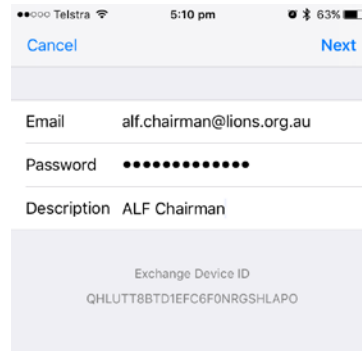 Telstra 5:10 pm 63%
Cancel Next
Email alf.chairman@lions.org.au
Password •••••••••••••
Description ALF Chairman
Exchange Device ID
QHLUTT8BTD1EFC6F0NRGSHLAPO